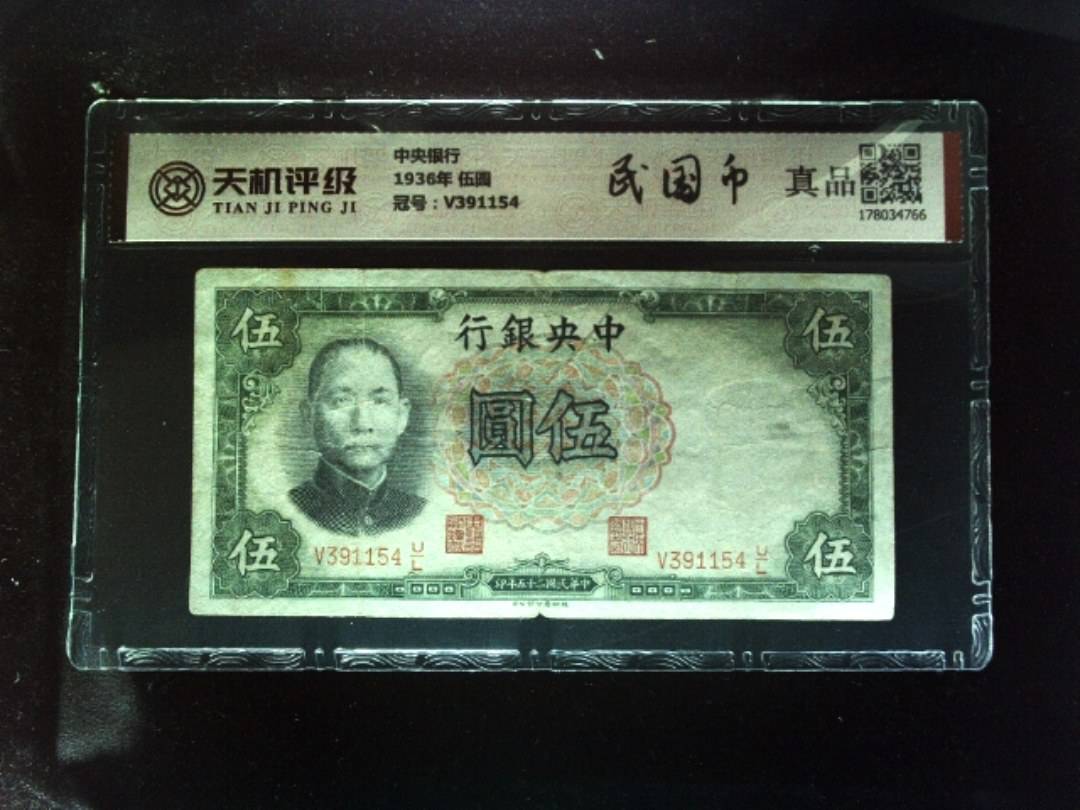 天机评级
TIAN JI PING JI
中央银行
1936年 伍圆
冠号：V391154
民国币
真品
178034766
伍
行銀央中
伍
圓伍
伍
V391154 U/L
V391154 U/L
伍
印年五十二國民華中